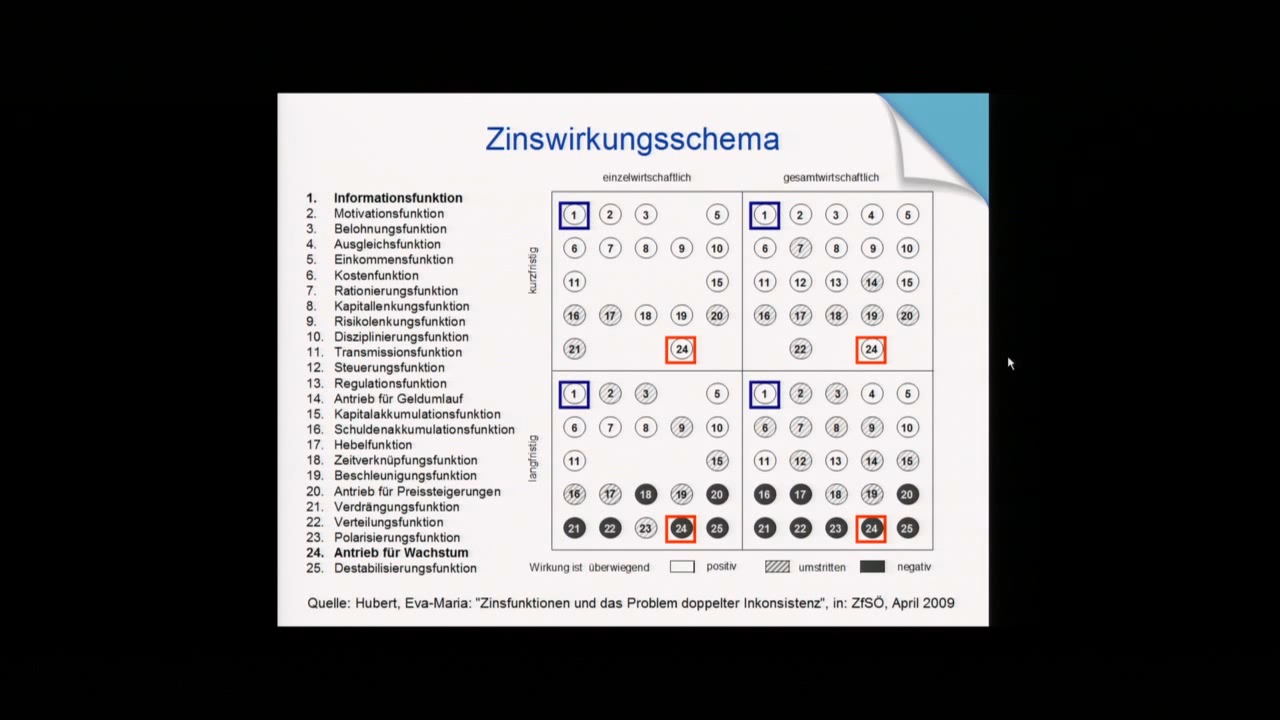 Zinswirkungsschema
einzelwirtschaftlich gesamtwirtschaftlich
1. Informationsfunktion
2. Motivationsfunktion
3. Belohnungsfunktion
4. Ausgleichsfunktion
5. Einkommensfunktion
6. Kostenfunktion
7. Rationierungsfunktion
8. Kapitallenkungsfunktion
9. Risikolenkungsfunktion
10. Disziplinierungsfunktion
11. Transmissionsfunktion
12. Steuerungsfunktion
13. Regulationsfunktion
14. Antrieb für Geldumlauf
15. Kapitalakkumulationsfunktion
16. Schuldenakkumulationsfunktion
17. Hebelfunktion
18. Zeitverknüpfungsfunktion
19. Beschleunigungsfunktion
20. Antrieb für Preissteigerungen
21. Verdrängungsfunktion
22. Verteilungsfunktion
23. Polarisierungsfunktion
24. Antrieb für Wachstum
25. Destabilisierungsfunktion
kurzfristig
1 2 3 5 1 2 3 4 5
6 7 8 9 10 6 7 8 9 10
11 15 11 12 13 14 15
16 17 18 19 20 16 17 18 19 20
21 24 22 24
langfristig
1 2 3 5 1 2 3 4 5
6 7 8 9 10 6 7 8 9 10
11 15 11 12 13 14 15
16 17 18 19 20 16 17 18 19 20
21 22 23 24 25 21 22 23 24 25
Wirkung ist überwiegend positiv umstritten negativ
Quelle: Hubert, Eva-Maria: "Zinsfunktionen und das Problem doppelter Inkonsistenz", in: ZfSÖ, April 2009